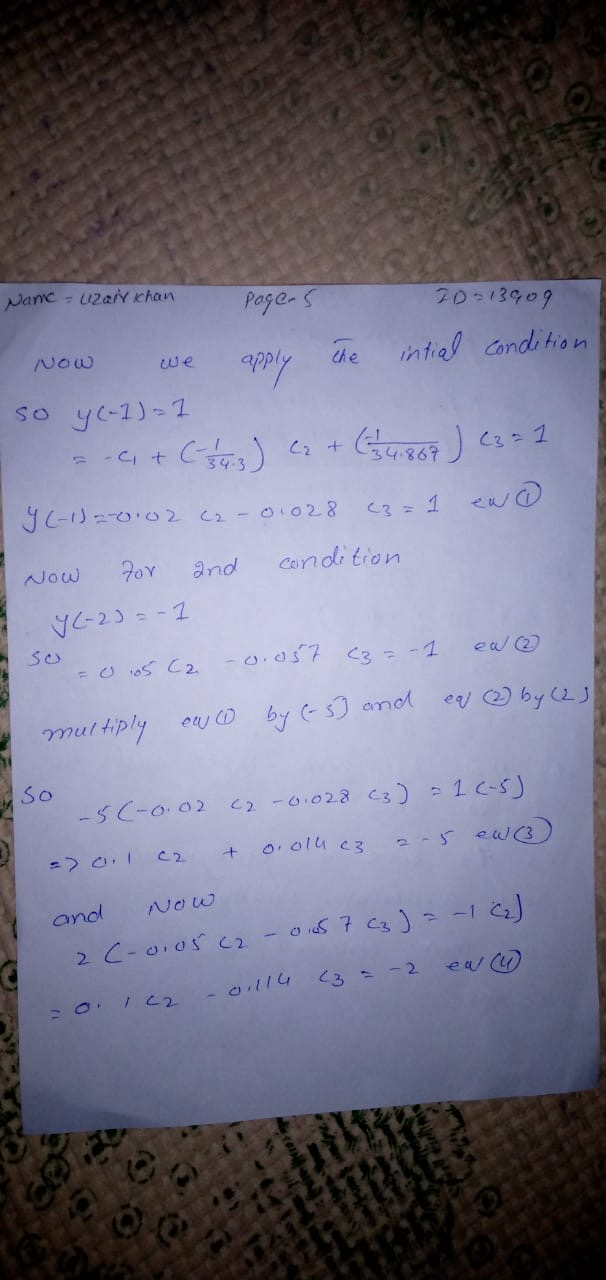 Name = Uzair Khan Page-5 ID=13909
Now we apply the intial condition
so y(-1)=1
= -C1 + (-1/34.3) C2 + (-1/34.867) C3 = 1
y(-1)=-0.02 C2 - 0.028 C3 = 1 eq ①
Now For 2nd condition
y(-2) = -1
so
= 0.05 C2 - 0.057 C3 = -1 eq ②
multiply eq ① by (-5) and eq ② by (2)
So
-5(-0.02 C2 - 0.028 C3) = 1(-5)
=> 0.1 C2 + 0.014 C3 = -5 eq ③
and Now
2(-0.05 C2 - 0.057 C3) = -1(2)
= 0.1 C2 - 0.114 C3 = -2 eq ④